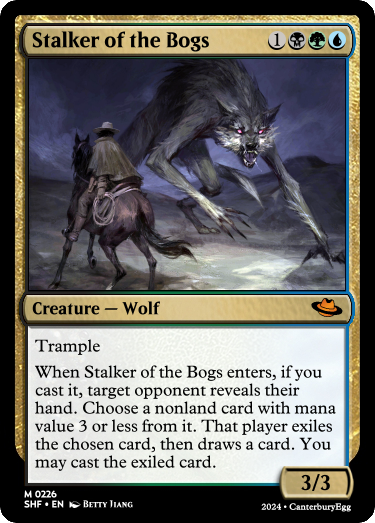 Stalker of the Bogs 1
Creature — Wolf
Trample
When Stalker of the Bogs enters, if you
cast it, target opponent reveals their
hand. Choose a nonland card with mana
value 3 or less from it. That player exiles
the chosen card, then draws a card. You
may cast the exiled card.
3/3
M 0226
SHF • EN Betty Jiang
2024 • CanterburyEgg